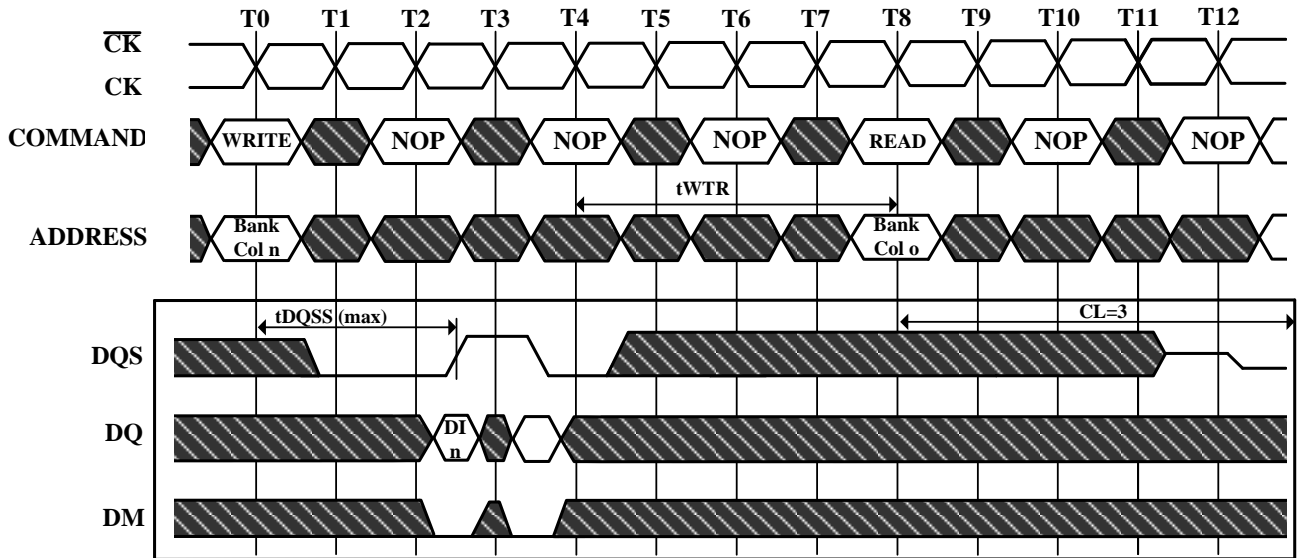 T0 T1 T2 T3 T4 T5 T6 T7 T8 T9 T10 T11 T12
CK
CK
COMMAND
WRITE NOP NOP NOP READ NOP NOP
tWTR
ADDRESS
Bank
Col n
Bank
Col o
tDQSS (max)
CL=3
DQS
DQ
DI
n
DM